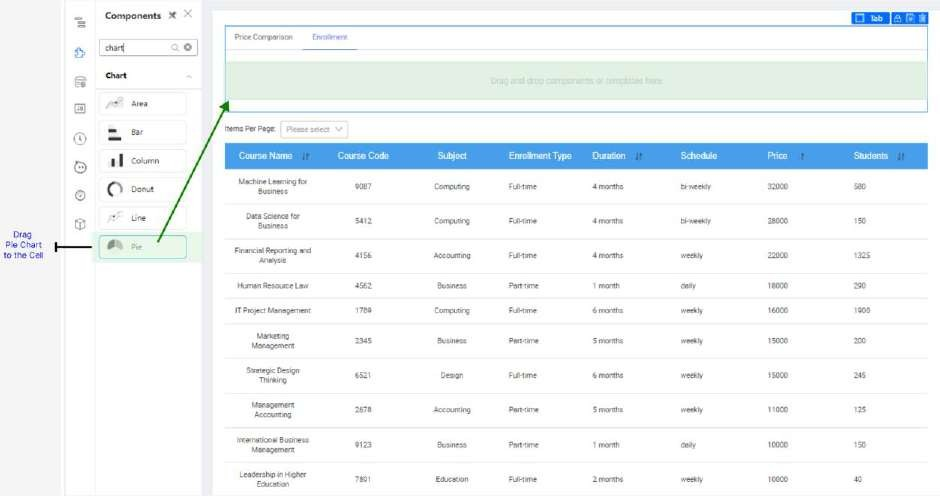 Components
chart
Chart
Area
Bar
Column
Donut
Line
Pie
Drag
Pie Chart
to the Cell
Tab
Price Comparison Enrollment
Drag and drop components or templates here
Items Per Page: Please select
Course Name Course Code Subject Enrollment Type Duration Schedule Price Students
Machine Learning for
Business 9087 Computing Full-time 4 months bi-weekly 32000 580
Data Science for
Business 5412 Computing Full-time 4 months bi-weekly 28000 150
Financial Reporting and
Analysis 4156 Accounting Full-time 4 months weekly 22000 1325
Human Resource Law 4562 Business Part-time 1 month daily 18000 290
IT Project Management 1789 Computing Full-time 6 months weekly 16000 1900
Marketing
Management 2345 Business Part-time 5 months weekly 15000 200
Strategic Design
Thinking 6521 Design Full-time 6 months weekly 15000 245
Management
Accounting 2678 Accounting Part-time 5 months weekly 11000 125
International Business
Management 9123 Business Part-time 1 month daily 10000 150
Leadership in Higher
Education 7891 Education Full-time 2 months weekly 10000 40